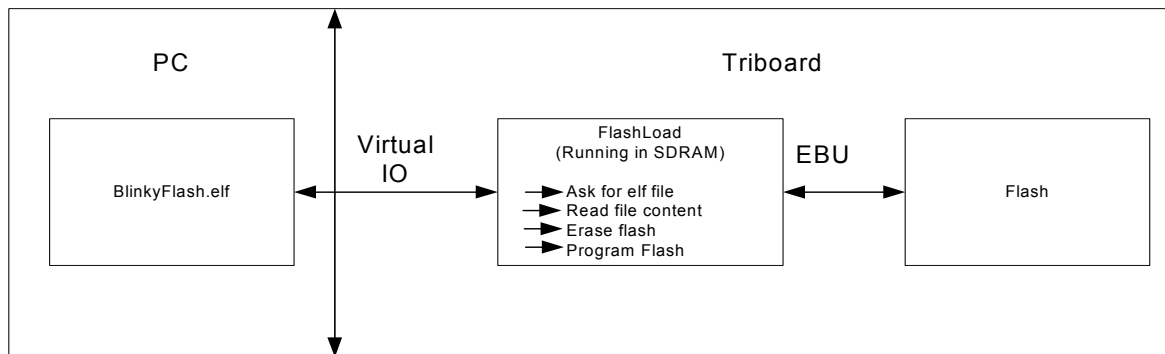 PC
Triboard
BlinkyFlash.elf
Virtual
IO
FlashLoad
(Running in SDRAM)
Ask for elf file
Read file content
Erase flash
Program Flash
EBU
Flash